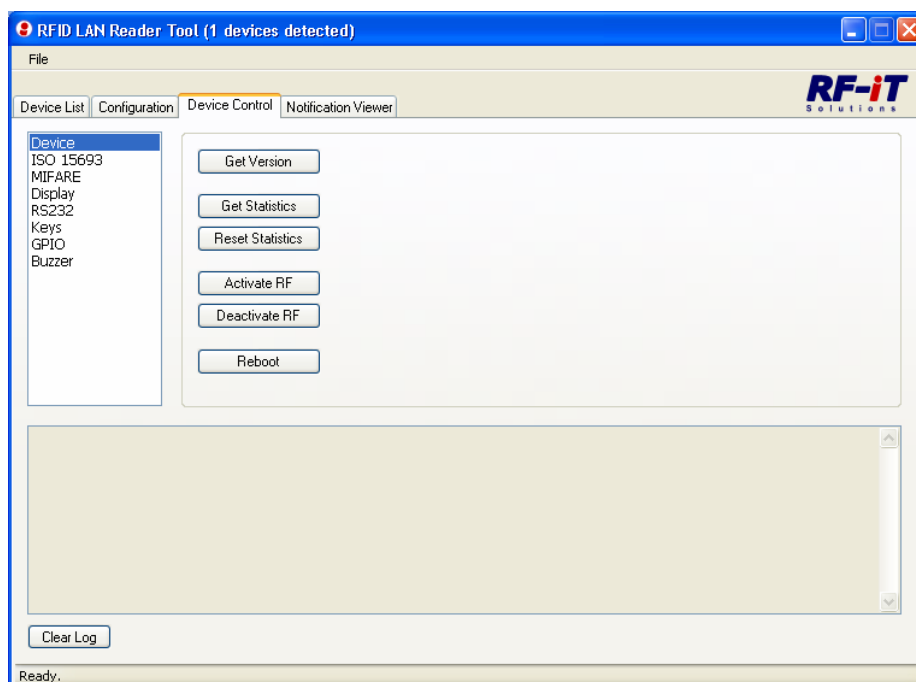 RFID LAN Reader Tool (1 devices detected)
File
RF-iT
Solutions
Device List Configuration Device Control Notification Viewer
Device
ISO 15693
MIFARE
Display
RS232
Keys
GPIO
Buzzer
Get Version
Get Statistics
Reset Statistics
Activate RF
Deactivate RF
Reboot
Clear Log
Ready.